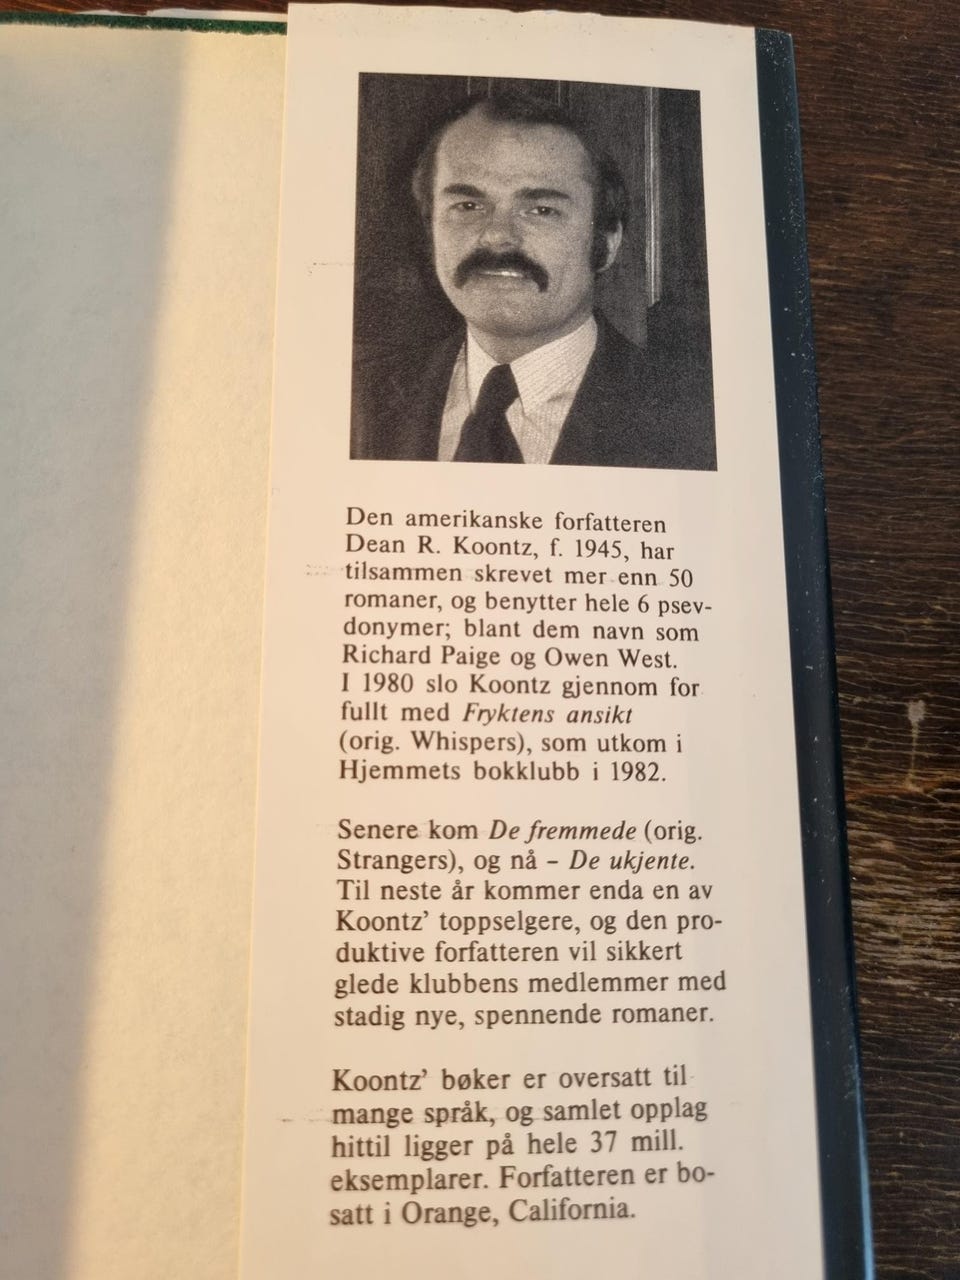 Den amerikanske forfatteren
Dean R. Koontz, f. 1945, har
tilsammen skrevet mer enn 50
romaner, og benytter hele 6 psev-
donymer; blant dem navn som
Richard Paige og Owen West.
I 1980 slo Koontz gjennom for
fullt med Fryktens ansikt
(orig. Whispers), som utkom i
Hjemmets bokklubb i 1982.
Senere kom De fremmede (orig.
Strangers), og nå – De ukjente.
Til neste år kommer enda en av
Koontz’ toppselgere, og den pro-
duktive forfatteren vil sikkert
glede klubbens medlemmer med
stadig nye, spennende romaner.
Koontz’ bøker er oversatt til
mange språk, og samlet opplag
hittil ligger på hele 37 mill.
eksemplarer. Forfatteren er bo-
satt i Orange, California.